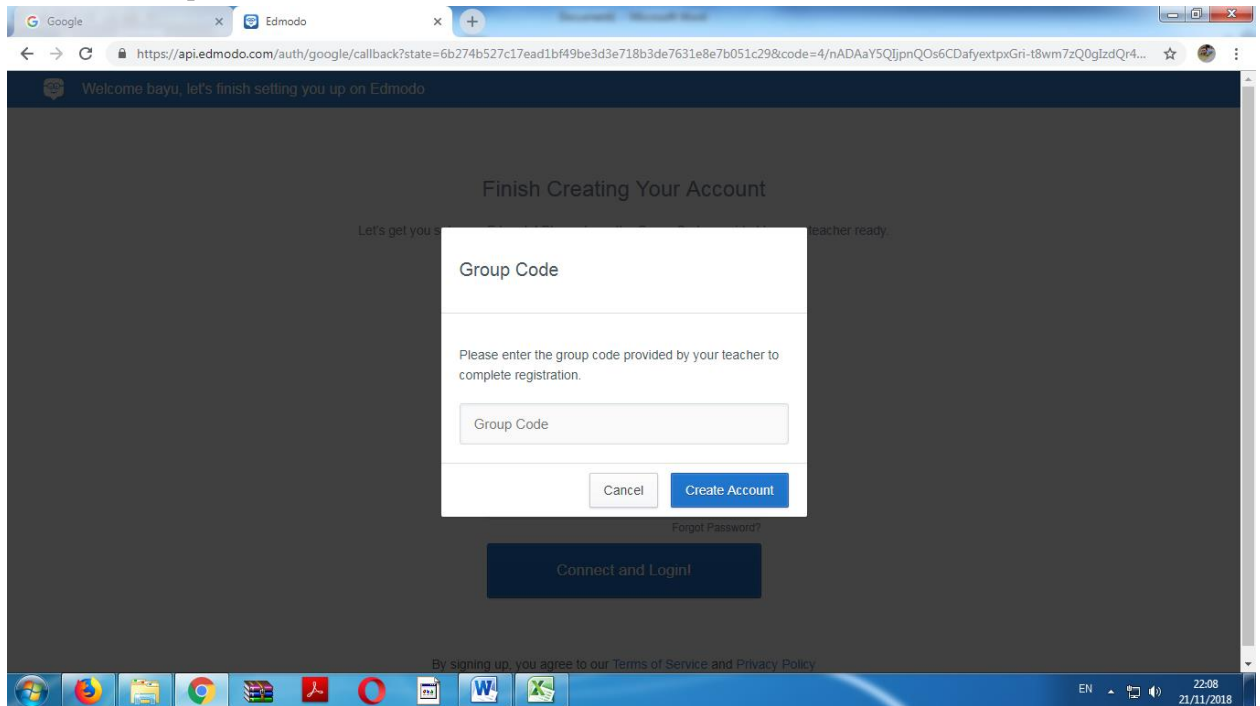 Google
Edmodo
https://api.edmodo.com/auth/google/callback?state=6b274b527c17ead1bf49be3d3e718b3de7631e8e7b051c29&code=4/nADAaY5QIJjpnQOs6CDafyextpxGri-t8wm7zQ0gIzdQr4...
Welcome bayu, let's finish setting you up on Edmodo
Finish Creating Your Account
Let's get you teacher ready.
Group Code
Please enter the group code provided by your teacher to
complete registration.
Group Code
Cancel Create Account
Forgot Password?
Connect and Login!
By signing up, you agree to our Terms of Service and Privacy Policy
EN 22:08
21/11/2018